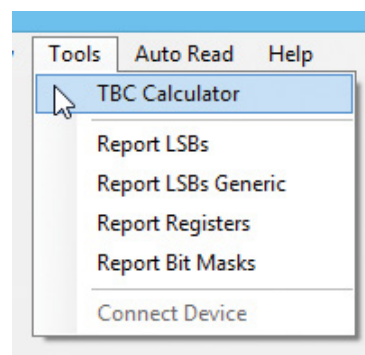 Tools Auto Read Help
TBC Calculator
Report LSBs
Report LSBs Generic
Report Registers
Report Bit Masks
Connect Device